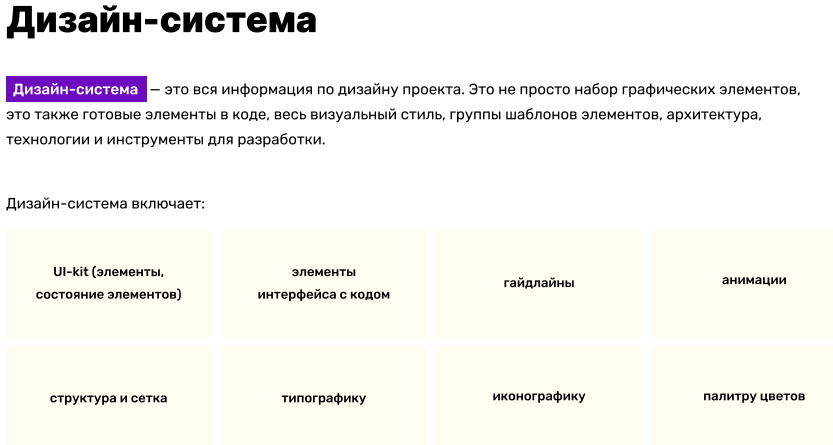 Дизайн-система
Дизайн-система — это вся информация по дизайну проекта. Это не просто набор графических элементов,
это также готовые элементы в коде, весь визуальный стиль, группы шаблонов элементов, архитектура,
технологии и инструменты для разработки.
Дизайн-система включает:
UI-kit (элементы,
состояние элементов)
элементы
интерфейса с кодом
гайдлайны
анимации
структура и сетка
типографику
иконографику
палитру цветов